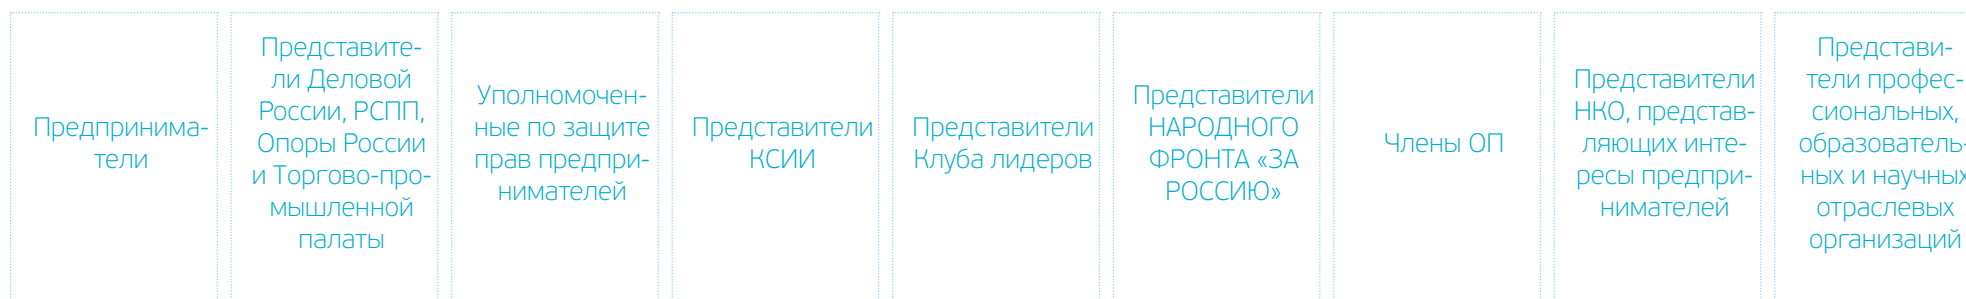 Предпринима-
тели
Представите-
ли Деловой
России, РСПП,
Опоры России
и Торгово-про-
мышленной
палаты
Уполномочен-
ные по защите
прав предпри-
нимателей
Представители
КСИИ
Представители
Клуба лидеров
Представители
НАРОДНОГО
ФРОНТА «ЗА
РОССИЮ»
Члены ОП
Представители
НКО, представ-
ляющих инте-
ресы предпри-
нимателей
Представи-
тели профес-
сиональных,
образователь-
ных и научных
отраслевых
организаций